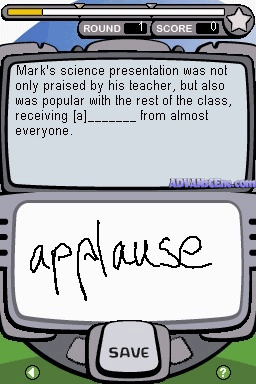 ROUND 1 SCORE 0
Mark's science presentation was not
only praised by his teacher, but also
was popular with the rest of the class,
receiving [a]_______ from almost
everyone.
ADVANSCENE.com
applause
SAVE
?